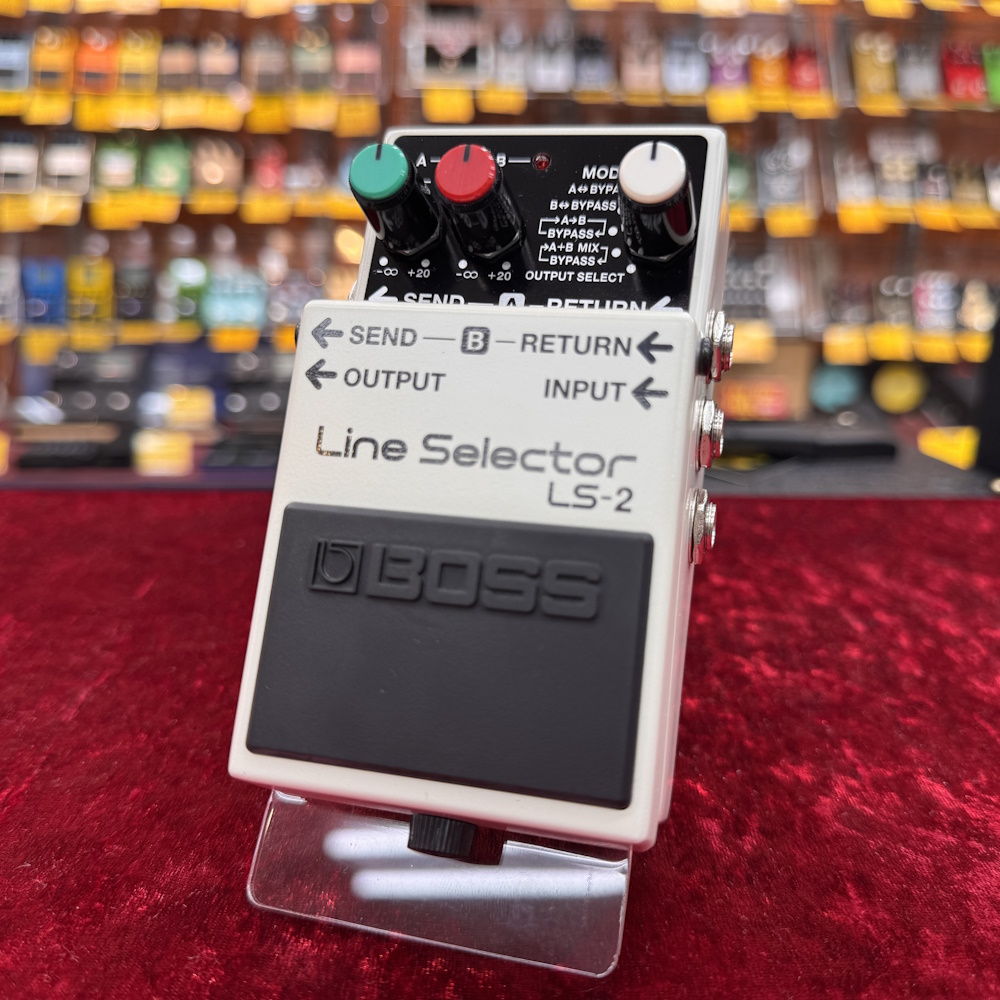 A B
MOD
A↔BYPA
B↔BYPASS
A→B
BYPASS
A+B MIX
BYPASS
-∞ +20 -∞ +20 OUTPUT SELECT
SEND A RETURN
SEND B RETURN
OUTPUT INPUT
Line Selector
LS-2
BOSS